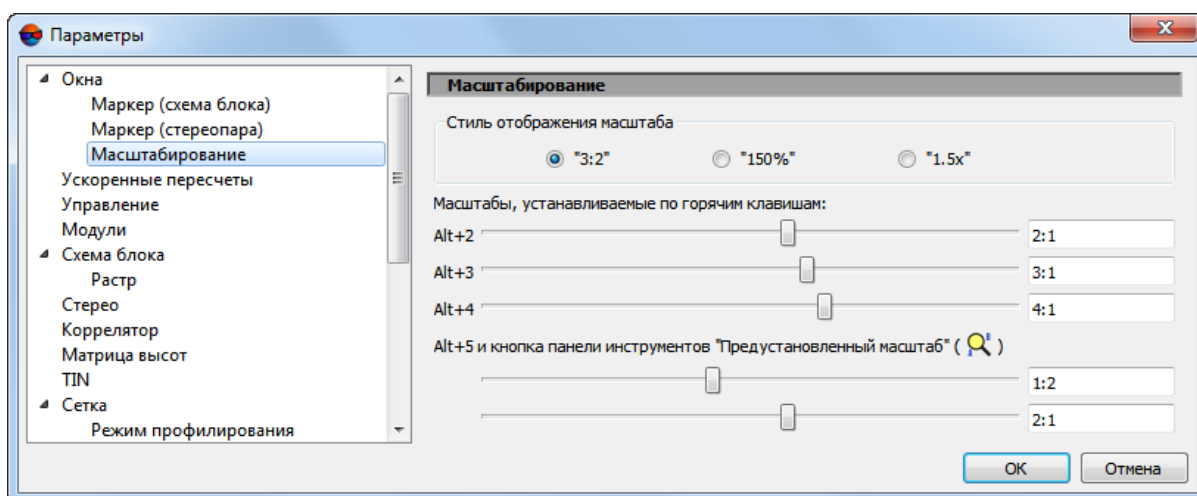 Параметры
Окна
Маркер (схема блока)
Маркер (стереопара)
Масштабирование
Ускоренные пересчеты
Управление
Модули
Схема блока
Растр
Стерео
Коррелятор
Матрица высот
TIN
Сетка
Режим профилирования
Масштабирование
Стиль отображения масштаба
"3:2" "150%" "1.5x"
Масштабы, устанавливаемые по горячим клавишам:
Alt+2 2:1
Alt+3 3:1
Alt+4 4:1
Alt+5 и кнопка панели инструментов "Предустановленный масштаб" ( )
1:2
2:1
OK Отмена